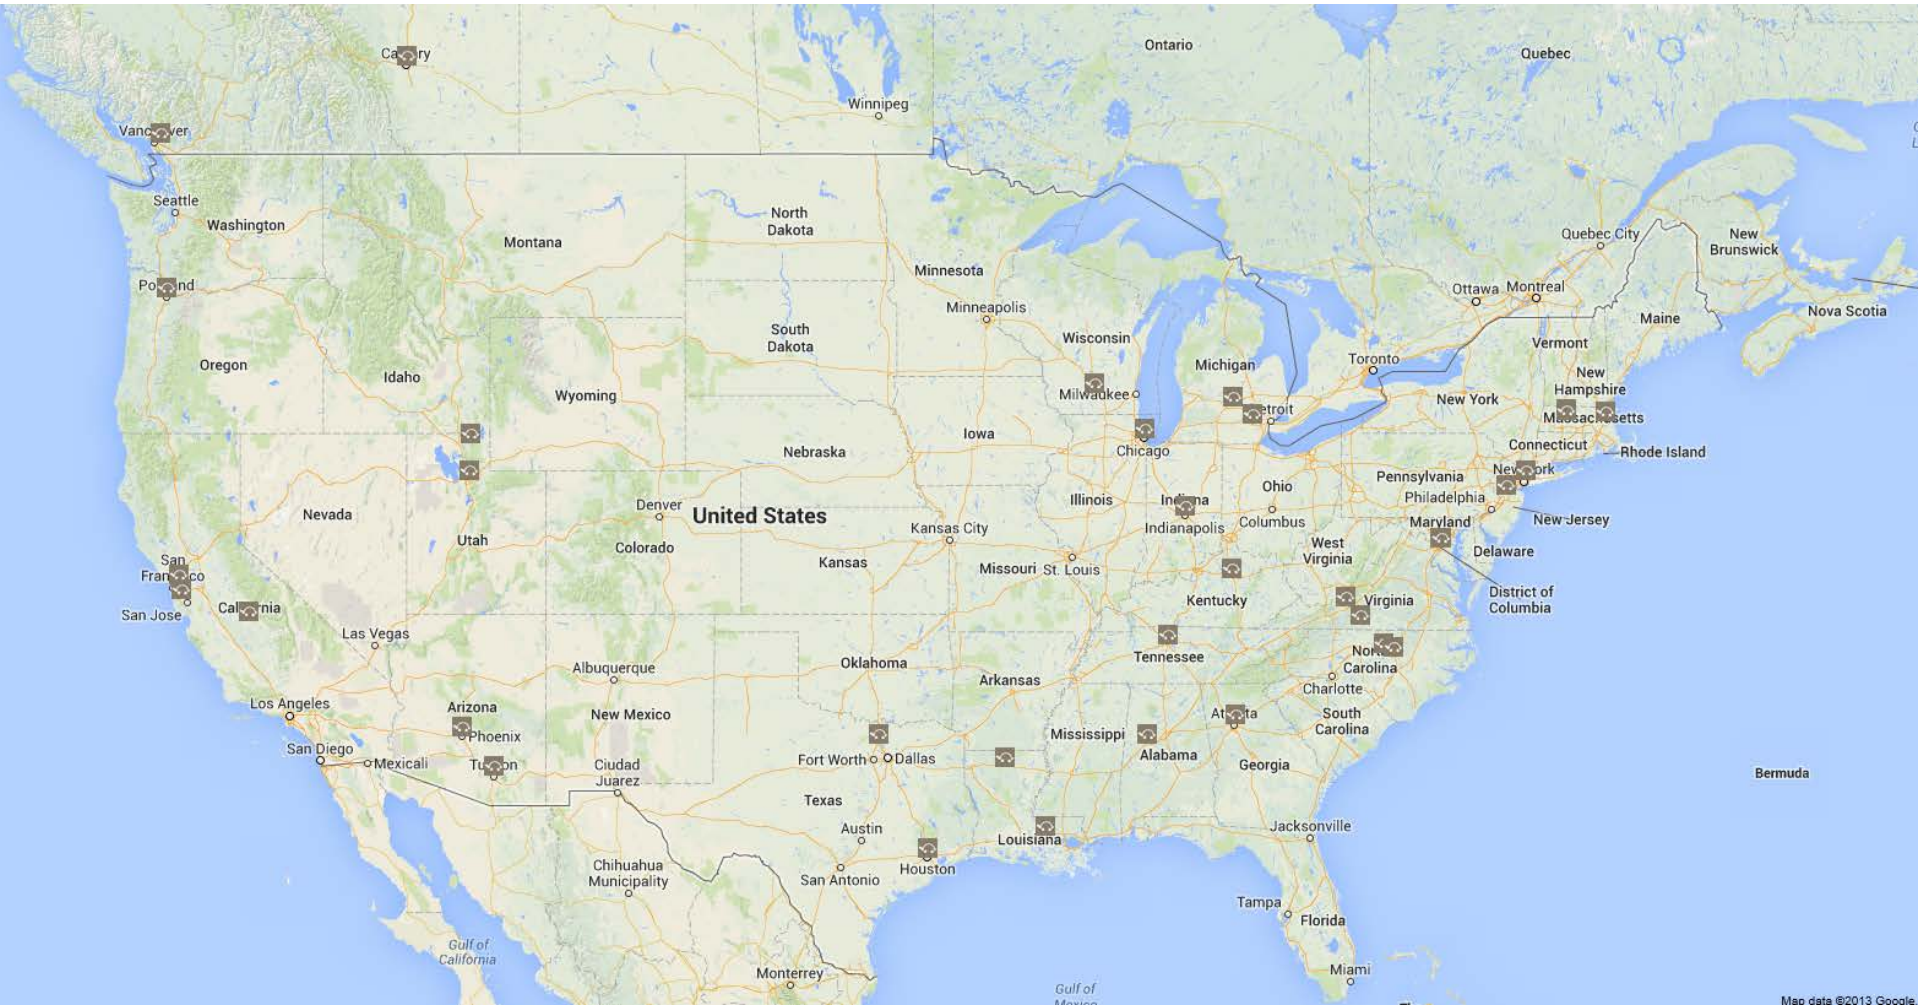 Ontario
Quebec
Winnipeg
Seattle
Washington
Montana
North
Dakota
Quebec City
New
Brunswick
Minnesota
Ottawa
Montreal
Minneapolis
Nova Scotia
Maine
South
Dakota
Wisconsin
Vermont
Oregon
Idaho
Michigan
Toronto
New
Hampshire
Wyoming
Milwaukee
New York
Iowa
Connecticut
Nebraska
Chicago
Rhode Island
Pennsylvania
Philadelphia
Denver
United States
Illinois
Ohio
Nevada
Kansas City
Indianapolis
Columbus
Maryland
New Jersey
Utah
Colorado
West
Virginia
Delaware
San
Kansas
Missouri
St. Louis
District of
Columbia
Kentucky
Virginia
San Jose
Las Vegas
Albuquerque
Oklahoma
Tennessee
Carolina
Arkansas
Charlotte
Los Angeles
Arizona
New Mexico
South
Carolina
Phoenix
Mississippi
Alabama
San Diego
Mexicali
Ciudad
Juarez
Fort Worth
Dallas
Georgia
Bermuda
Texas
Austin
Jacksonville
Louisiana
Chihuahua
Municipality
San Antonio
Houston
Tampa
Florida
Gulf of
California
Monterrey
Miami
Gulf of
Map data ©2013 Google